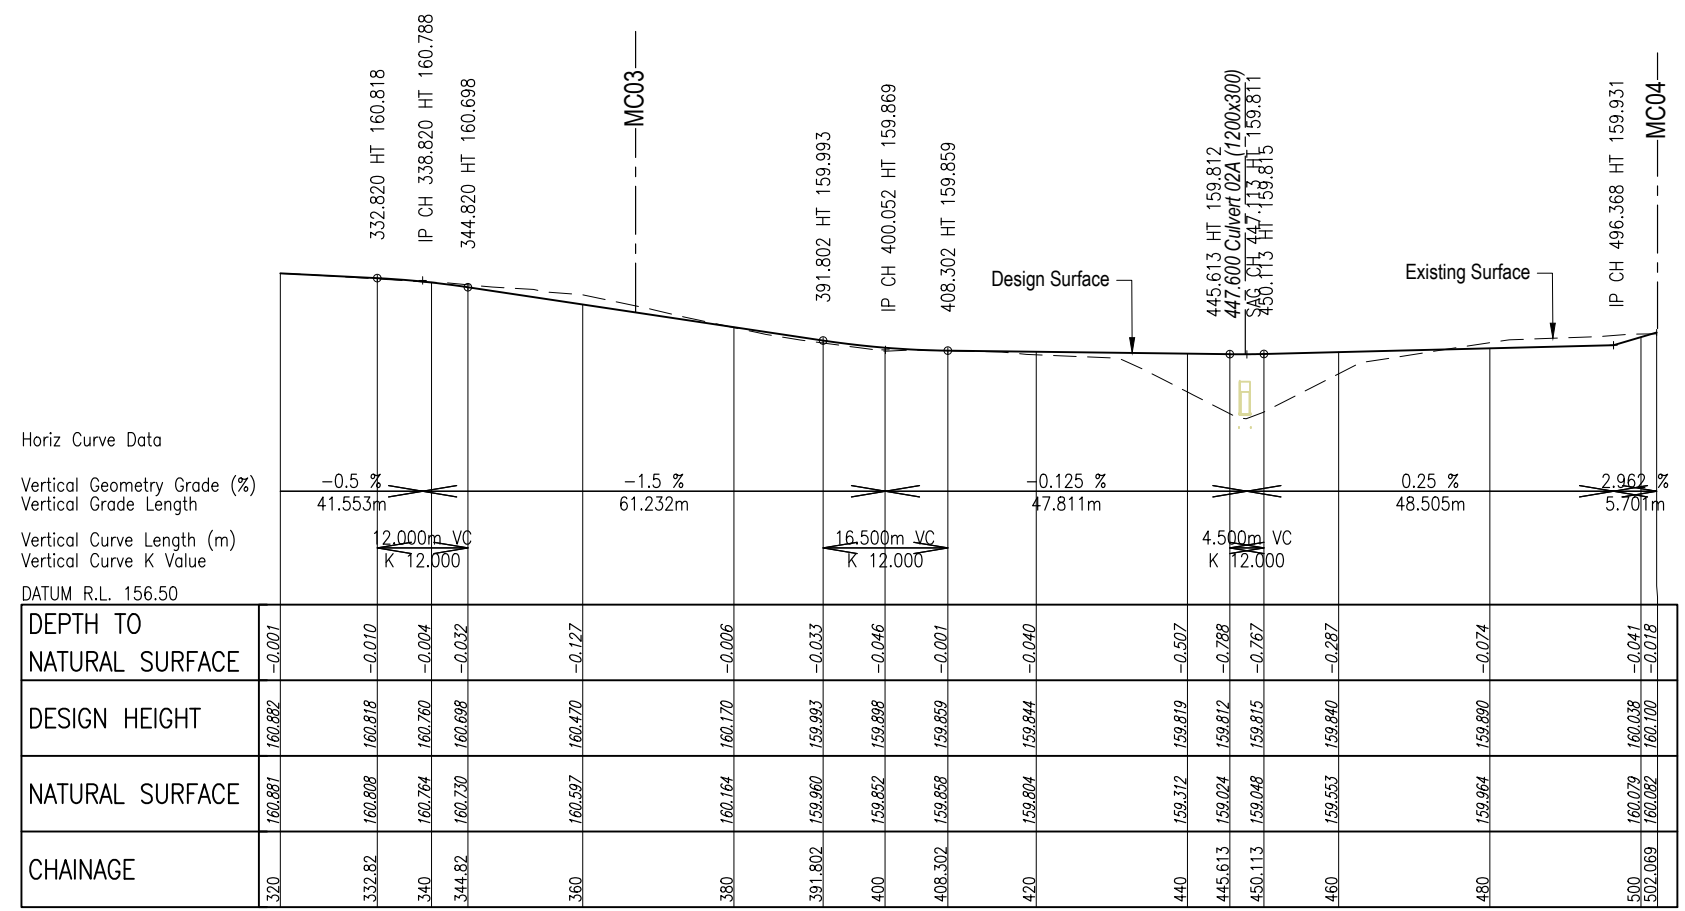 332.820 HT 160.818
IP CH 338.820 HT 160.788
344.820 HT 160.698
MC03
391.802 HT 159.993
IP CH 400.052 HT 159.869
408.302 HT 159.859
445.613 HT 159.812
447.600 Culvert 02A (1200x300)
SAG CH 447.113 HT 159.811
450.113 HT 159.815
IP CH 496.368 HT 159.931
MC04
Design Surface
Existing Surface
Horiz Curve Data
Vertical Geometry Grade (%)
-0.5 % -1.5 % -0.125 % 0.25 % 2.962 %
Vertical Grade Length
41.553m 61.232m 47.811m 48.505m 5.701m
Vertical Curve Length (m)
12.000m VC 16.500m VC 4.500m VC
Vertical Curve K Value
K 12.000 K 12.000 K 12.000
DATUM R.L. 156.50
DEPTH TO
NATURAL SURFACE
-0.001 -0.010 -0.004 -0.032 -0.127 -0.006 -0.033 -0.046 -0.001 -0.040 -0.507 -0.788 -0.767 -0.287 -0.074 -0.041 -0.018
DESIGN HEIGHT
160.882 160.818 160.760 160.698 160.470 160.170 159.993 159.898 159.859 159.844 159.819 159.812 159.815 159.840 159.890 160.038 160.100
NATURAL SURFACE
160.881 160.808 160.764 160.730 160.597 160.164 159.960 159.852 159.858 159.804 159.312 159.024 159.048 159.553 159.964 160.079 160.082
CHAINAGE
320 332.82 340 344.82 360 380 391.802 400 408.302 420 440 445.613 450.113 460 480 500 502.069